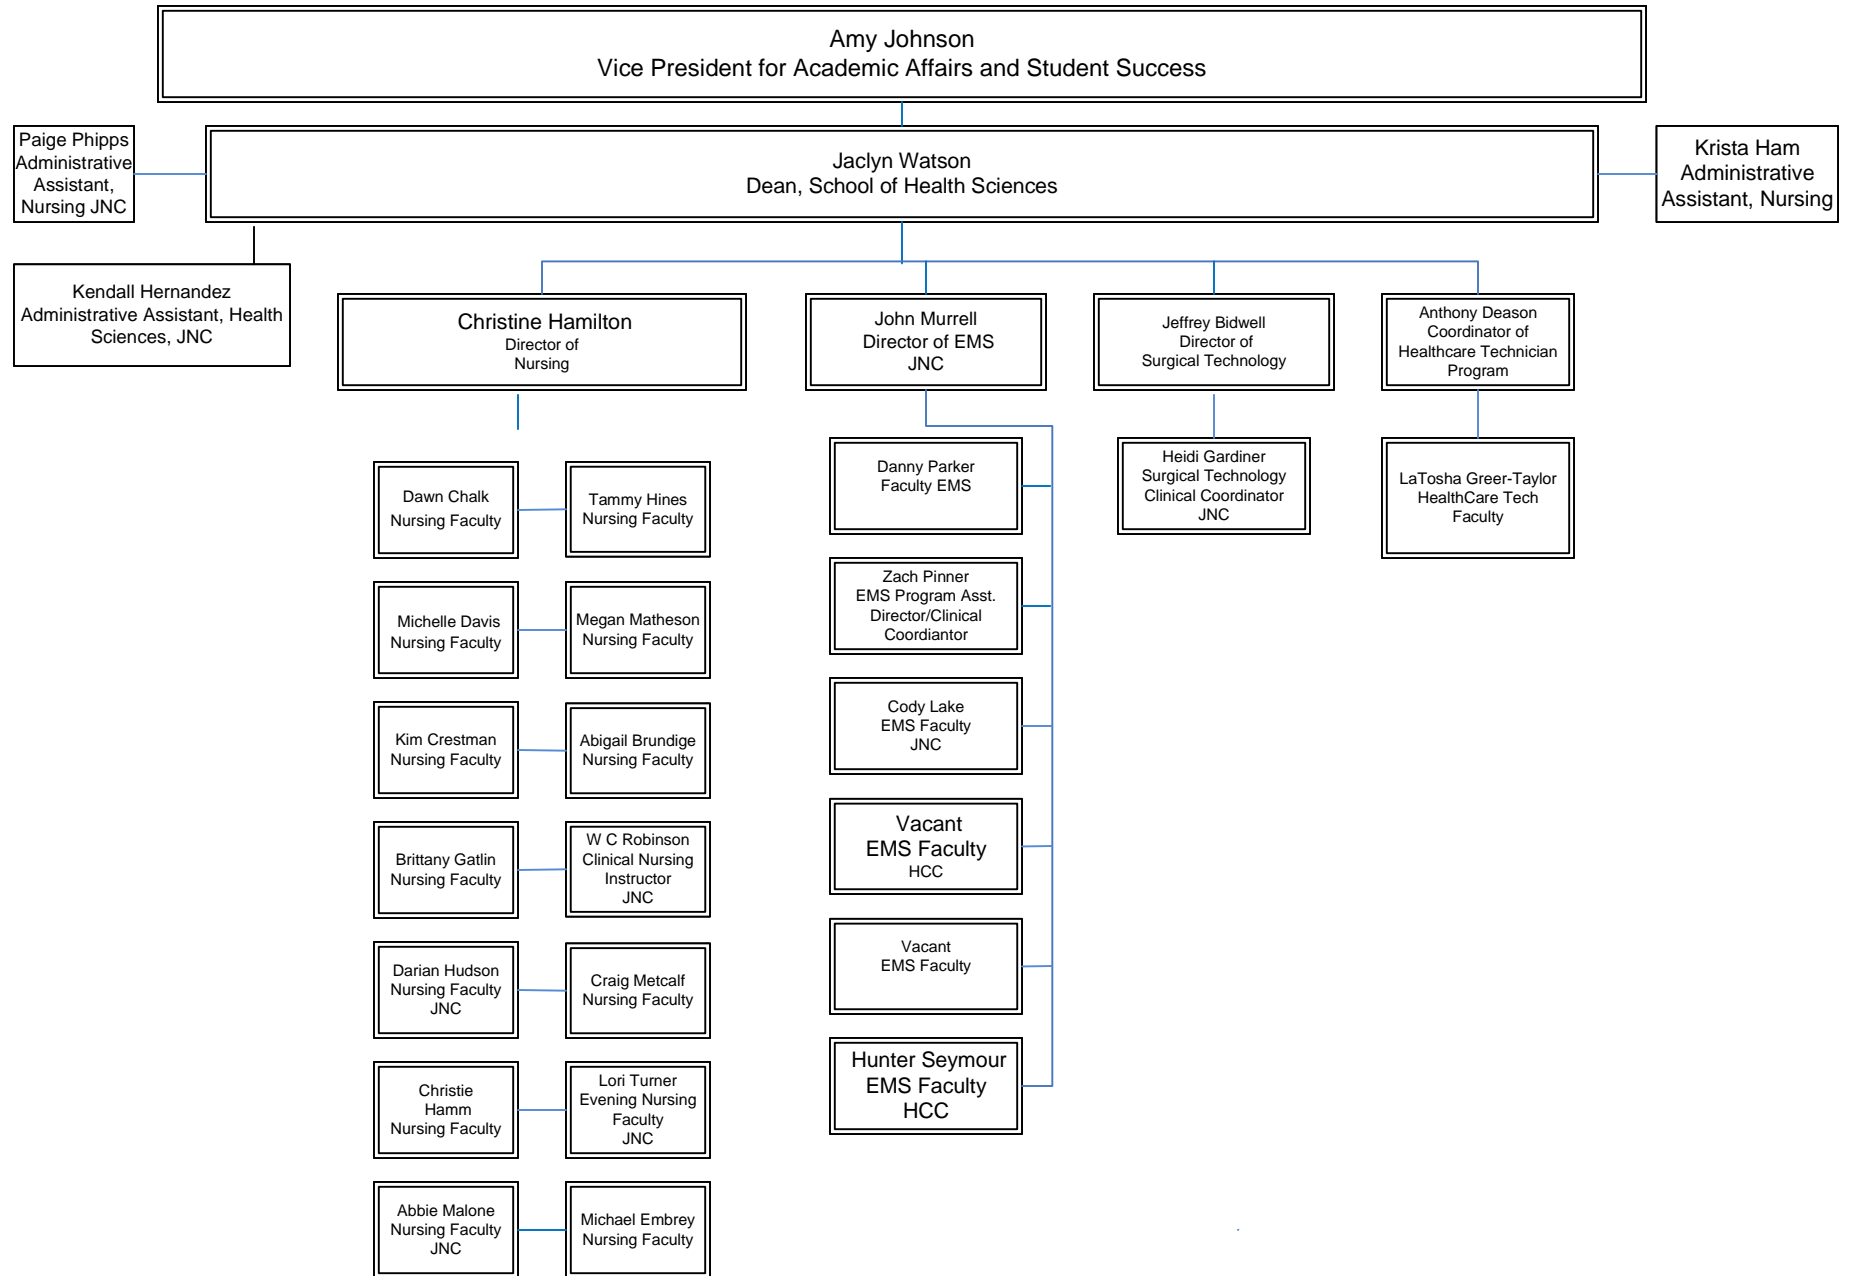 Amy Johnson
Vice President for Academic Affairs and Student Success
Paige Phipps
Administrative
Assistant,
Nursing JNC
Jaclyn Watson
Dean, School of Health Sciences
Krista Ham
Administrative
Assistant, Nursing
Kendall Hernandez
Administrative Assistant, Health
Sciences, JNC
Christine Hamilton
Director of
Nursing
John Murrell
Director of EMS
JNC
Jeffrey Bidwell
Director of
Surgical Technology
Anthony Deason
Coordinator of
Healthcare Technician
Program
Dawn Chalk
Nursing Faculty
Tammy Hines
Nursing Faculty
Michelle Davis
Nursing Faculty
Megan Matheson
Nursing Faculty
Kim Crestman
Nursing Faculty
Abigail Brundige
Nursing Faculty
Brittany Gatlin
Nursing Faculty
W C Robinson
Clinical Nursing
Instructor
JNC
Darian Hudson
Nursing Faculty
JNC
Craig Metcalf
Nursing Faculty
Christie
Hamm
Nursing Faculty
Lori Turner
Evening Nursing
Faculty
JNC
Abbie Malone
Nursing Faculty
JNC
Michael Embrey
Nursing Faculty
Danny Parker
Faculty EMS
Zach Pinner
EMS Program Asst.
Director/Clinical
Coordiantor
Cody Lake
EMS Faculty
JNC
Vacant
EMS Faculty
HCC
Vacant
EMS Faculty
Hunter Seymour
EMS Faculty
HCC
Heidi Gardiner
Surgical Technology
Clinical Coordinator
JNC
LaTosha Greer-Taylor
HealthCare Tech
Faculty